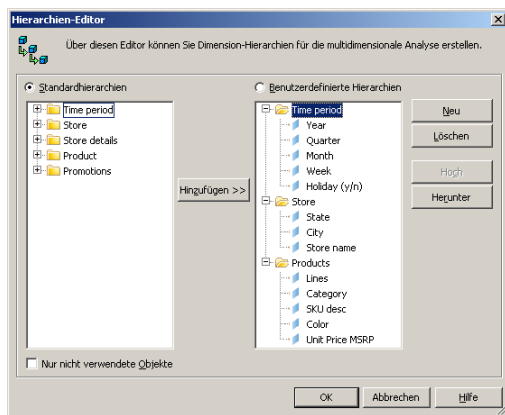 Hierarchien-Editor
Über diesen Editor können Sie Dimension-Hierarchien für die multidimensionale Analyse erstellen.
Standardhierarchien
Time period
Store
Store details
Product
Promotions
Hinzufügen >>
Benutzerdefinierte Hierarchien
Time period
Year
Quarter
Month
Week
Holiday (y/n)
Store
State
City
Store name
Products
Lines
Category
SKU desc
Color
Unit Price MSRP
Neu
Löschen
Hoch
Herunter
Nur nicht verwendete Objekte
OK
Abbrechen
Hilfe